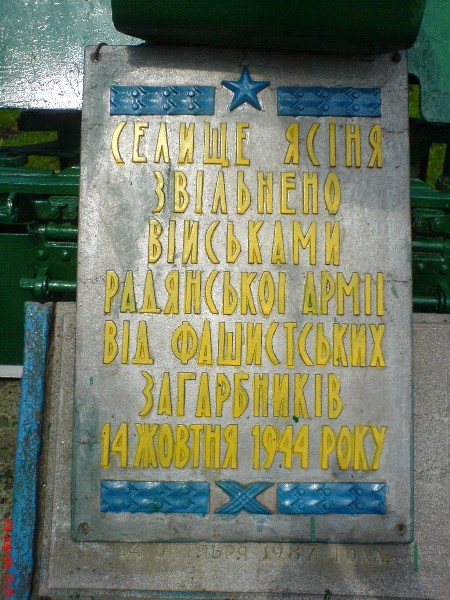 СЕЛИЩЕ ЯСІНЯ
ЗВІЛЬНЕНО
ВІЙСЬКАМИ
РАДЯНСЬКОЇ АРМІЇ
ВІД ФАШИСТСЬКИХ
ЗАГАРБНИКІВ
14 ЖОВТНЯ 1944 РОКУ
14 ОКТЯБРЯ 1987 ГОДА